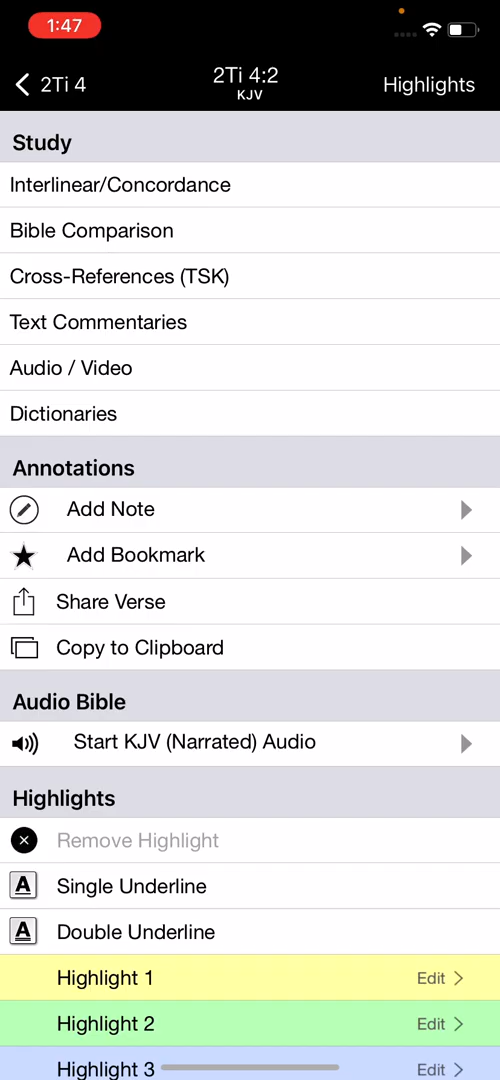 1:47
2Ti 4
2Ti 4:2
KJV
Highlights
Study
Interlinear/Concordance
Bible Comparison
Cross-References (TSK)
Text Commentaries
Audio / Video
Dictionaries
Annotations
Add Note
Add Bookmark
Share Verse
Copy to Clipboard
Audio Bible
Start KJV (Narrated) Audio
Highlights
Remove Highlight
A Single Underline
A Double Underline
Highlight 1 Edit
Highlight 2 Edit
Highlight 3 Edit